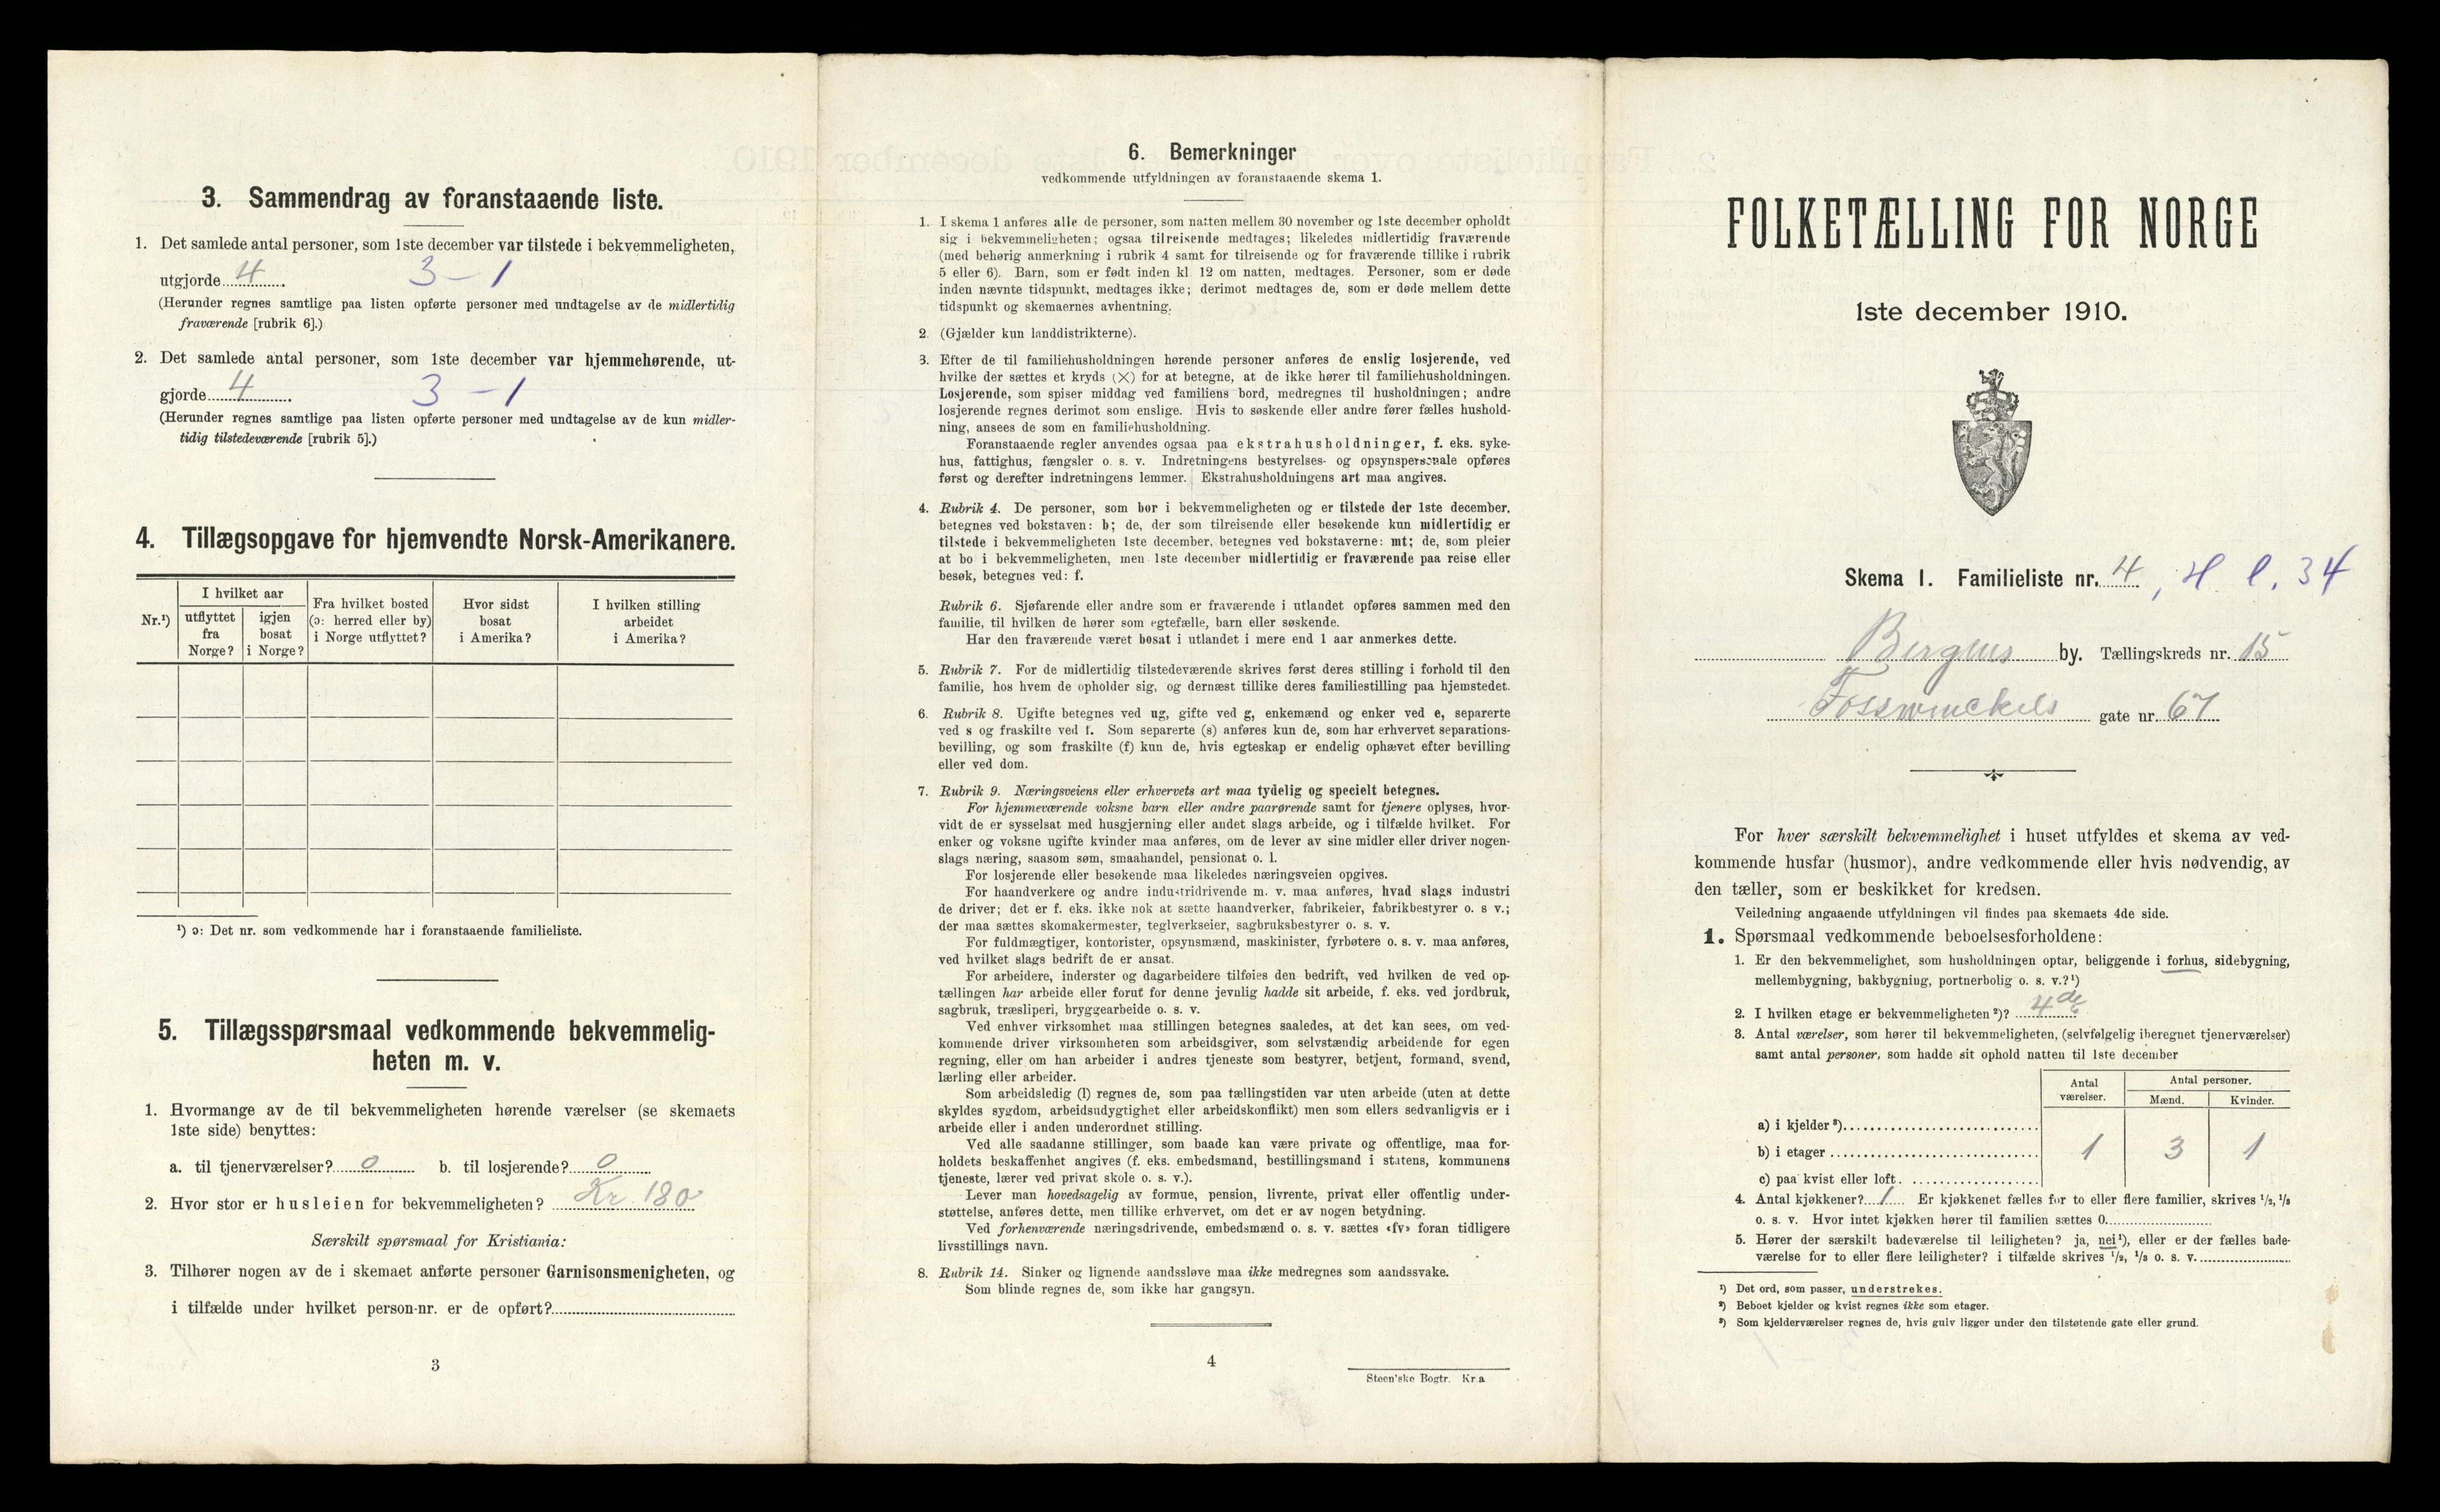 3. Sammendrag av foranstaaende liste.
1. Det samlede antal personer, som 1ste december var tilstede i bekvemmeligheten,
utgjorde 4 3-1
(Herunder regnes samtlige paa listen opførte personer med undtagelse av de midlertidig
fraværende [rubrik 6].)
2. Det samlede antal personer, som 1ste december var hjemmehørende, ut-
gjorde 4 3-1
(Herunder regnes samtlige paa listen opførte personer med undtagelse av de kun midler-
tidig tilstedeværende [rubrik 5].)
4. Tillægsopgave for hjemvendte Norsk-Amerikanere.
Nr.¹)
I hvilket aar
utflyttet fra Norge?
igjen bosat i Norge?
Fra hvilket bosted (ɔ: herred eller by) i Norge utflyttet?
Hvor sidst bosat i Amerika?
I hvilken stilling arbeidet i Amerika?
¹) ɔ: Det nr. som vedkommende har i foranstaaende familieliste.
5. Tillægsspørsmaal vedkommende bekvemmelig-
heten m. v.
1. Hvormange av de til bekvemmeligheten hørende værelser (se skemaets
1ste side) benyttes:
a. til tjenerværelser? 0 b. til losjerende? 0
2. Hvor stor er husleien for bekvemmeligheten? Kr 180
Særskilt spørsmaal for Kristiania:
3. Tilhører nogen av de i skemaet anførte personer Garnisonsmenigheten, og
i tilfælde under hvilket person-nr. er de opført?
3
6. Bemerkninger
vedkommende utfyldningen av foranstaaende skema 1.
1. I skema 1 anføres alle de personer, som natten mellem 30 november og 1ste december opholdt
sig i bekvemmeligheten; ogsaa tilreisende medtages; likeledes midlertidig fraværende
(med behørig anmerkning i rubrik 4 samt for tilreisende og for fraværende tillike i rubrik
5 eller 6). Barn, som er født inden kl. 12 om natten, medtages. Personer, som er døde
inden nævnte tidspunkt, medtages ikke; derimot medtages de, som er døde mellem dette
tidspunkt og skemaernes avhentning.
2. (Gjælder kun landdistrikterne).
3. Efter de til familiehusholdningen hørende personer anføres de enslig losjerende, ved
hvilke der sættes et kryds (×) for at betegne, at de ikke hører til familiehusholdningen.
Losjerende, som spiser middag ved familiens bord, medregnes til husholdningen; andre
losjerende regnes derimot som enslige. Hvis to søskende eller andre fører fælles hushold-
ning, ansees de som en familiehusholdning.
Foranstaaende regler anvendes ogsaa paa ekstrahusholdninger, f. eks. syke-
hus, fattighus, fængsler o. s. v. Indretningens bestyrelses- og opsynspersonale opføres
først og derefter indretningens lemmer. Ekstrahusholdningens art maa angives.
4. Rubrik 4. De personer, som bor i bekvemmeligheten og er tilstede der 1ste december,
betegnes ved bokstaven: b; de, der som tilreisende eller besøkende kun midlertidig er
tilstede i bekvemmeligheten 1ste december, betegnes ved bokstaverne: mt; de, som pleier
at bo i bekvemmeligheten, men 1ste december midlertidig er fraværende paa reise eller
besøk, betegnes ved: f.
Rubrik 6. Sjøfarende eller andre som er fraværende i utlandet opføres sammen med den
familie, til hvilken de hører som egtefælle, barn eller søskende.
Har den fraværende været bosat i utlandet i mere end 1 aar anmerkes dette.
5. Rubrik 7. For de midlertidig tilstedeværende skrives først deres stilling i forhold til den
familie, hos hvem de opholder sig, og dernæst tillike deres familiestilling paa hjemstedet.
6. Rubrik 8. Ugifte betegnes ved ug, gifte ved g, enkemænd og enker ved e, separerte
ved s og fraskilte ved f. Som separerte (s) anføres kun de, som har erhvervet separations-
bevilling, og som fraskilte (f) kun de, hvis egteskap er endelig ophævet efter bevilling
eller ved dom.
7. Rubrik 9. Næringsveiens eller erhvervets art maa tydelig og specielt betegnes.
For hjemmeværende voksne barn eller andre paarørende samt for tjenere oplyses, hvor-
vidt de er sysselsat med husgjerning eller andet slags arbeide, og i tilfælde hvilket. For
enker og voksne ugifte kvinder maa anføres, om de lever av sine midler eller driver nogen-
slags næring, saasom søm, smaahandel, pensionat o. l.
For losjerende eller besøkende maa likeledes næringsveien opgives.
For haandverkere og andre industridrivende m. v. maa anføres, hvad slags industri
de driver; det er f. eks. ikke nok at sætte haandverker, fabrikeier, fabrikbestyrer o. s v.;
der maa sættes skomakermester, teglverkseier, sagbruksbestyrer o. s. v.
For fuldmægtiger, kontorister, opsynsmænd, maskinister, fyrbøtere o. s. v. maa anføres,
ved hvilket slags bedrift de er ansat.
For arbeidere, inderster og dagarbeidere tilføies den bedrift, ved hvilken de ved op-
tællingen har arbeide eller forut for denne jevnlig hadde sit arbeide, f. eks. ved jordbruk,
sagbruk, træsliperi, bryggearbeide o. s. v.
Ved enhver virksomhet maa stillingen betegnes saaledes, at det kan sees, om ved-
kommende driver virksomheten som arbeidsgiver, som selvstændig arbeidende for egen
regning, eller om han arbeider i andres tjeneste som bestyrer, betjent, formand, svend,
lærling eller arbeider.
Som arbeidsledig (l) regnes de, som paa tællingstiden var uten arbeide (uten at dette
skyldes sygdom, arbeidsudygtighet eller arbeidskonflikt) men som ellers sedvanligvis er i
arbeide eller i anden underordnet stilling.
Ved alle saadanne stillinger, som baade kan være private og offentlige, maa for-
holdets beskaffenhet angives (f. eks. embedsmand, bestillingsmand i statens, kommunens
tjeneste, lærer ved privat skole o. s. v.).
Lever man hovedsagelig av formue, pension, livrente, privat eller offentlig under-
støttelse, anføres dette, men tillike erhvervet, om det er av nogen betydning.
Ved forhenværende næringsdrivende, embedsmænd o. s. v. sættes «fv» foran tidligere
livsstillings navn.
8. Rubrik 14. Sinker og lignende aandssløve maa ikke medregnes som aandssvake.
Som blinde regnes de, som ikke har gangsyn.
4
Steen'ske Bogtr. Kr.a
FOLKETÆLLING FOR NORGE
1ste december 1910.
Skema 1. Familieliste nr. 4, H. l. 34
Bergens by. Tællingskreds nr. 15
Fosswinckels gate nr. 67
For hver særskilt bekvemmelighet i huset utfyldes et skema av ved-
kommende husfar (husmor), andre vedkommende eller hvis nødvendig, av
den tæller, som er beskikket for kredsen.
Veiledning angaaende utfyldningen vil findes paa skemaets 4de side.
1. Spørsmaal vedkommende beboelsesforholdene:
1. Er den bekvemmelighet, som husholdningen optar, beliggende i forhus, sidebygning,
mellembygning, bakbygning, portnerbolig o. s. v.?¹)
2. I hvilken etage er bekvemmeligheten²)? 4de
3. Antal værelser, som hører til bekvemmeligheten, (selvfølgelig iberegnet tjenerværelser)
samt antal personer, som hadde sit ophold natten til 1ste december
Antal værelser. Antal personer.
Mænd. Kvinder.
a) i kjelder³)
b) i etager 1 3 1
c) paa kvist eller loft
4. Antal kjøkkener? 1 Er kjøkkenet fælles for to eller flere familier, skrives ¹/₂, ¹/₃
o. s. v. Hvor intet kjøkken hører til familien sættes 0.
5. Hører der særskilt badeværelse til leiligheten? ja, nei¹), eller er der fælles bade-
værelse for to eller flere leiligheter? i tilfælde skrives ¹/₂, ¹/₃ o. s. v.
¹) Det ord, som passer, understrekes.
²) Beboet kjelder og kvist regnes ikke som etager.
³) Som kjelderværelser regnes de, hvis gulv ligger under den tilstøtende gate eller grund.